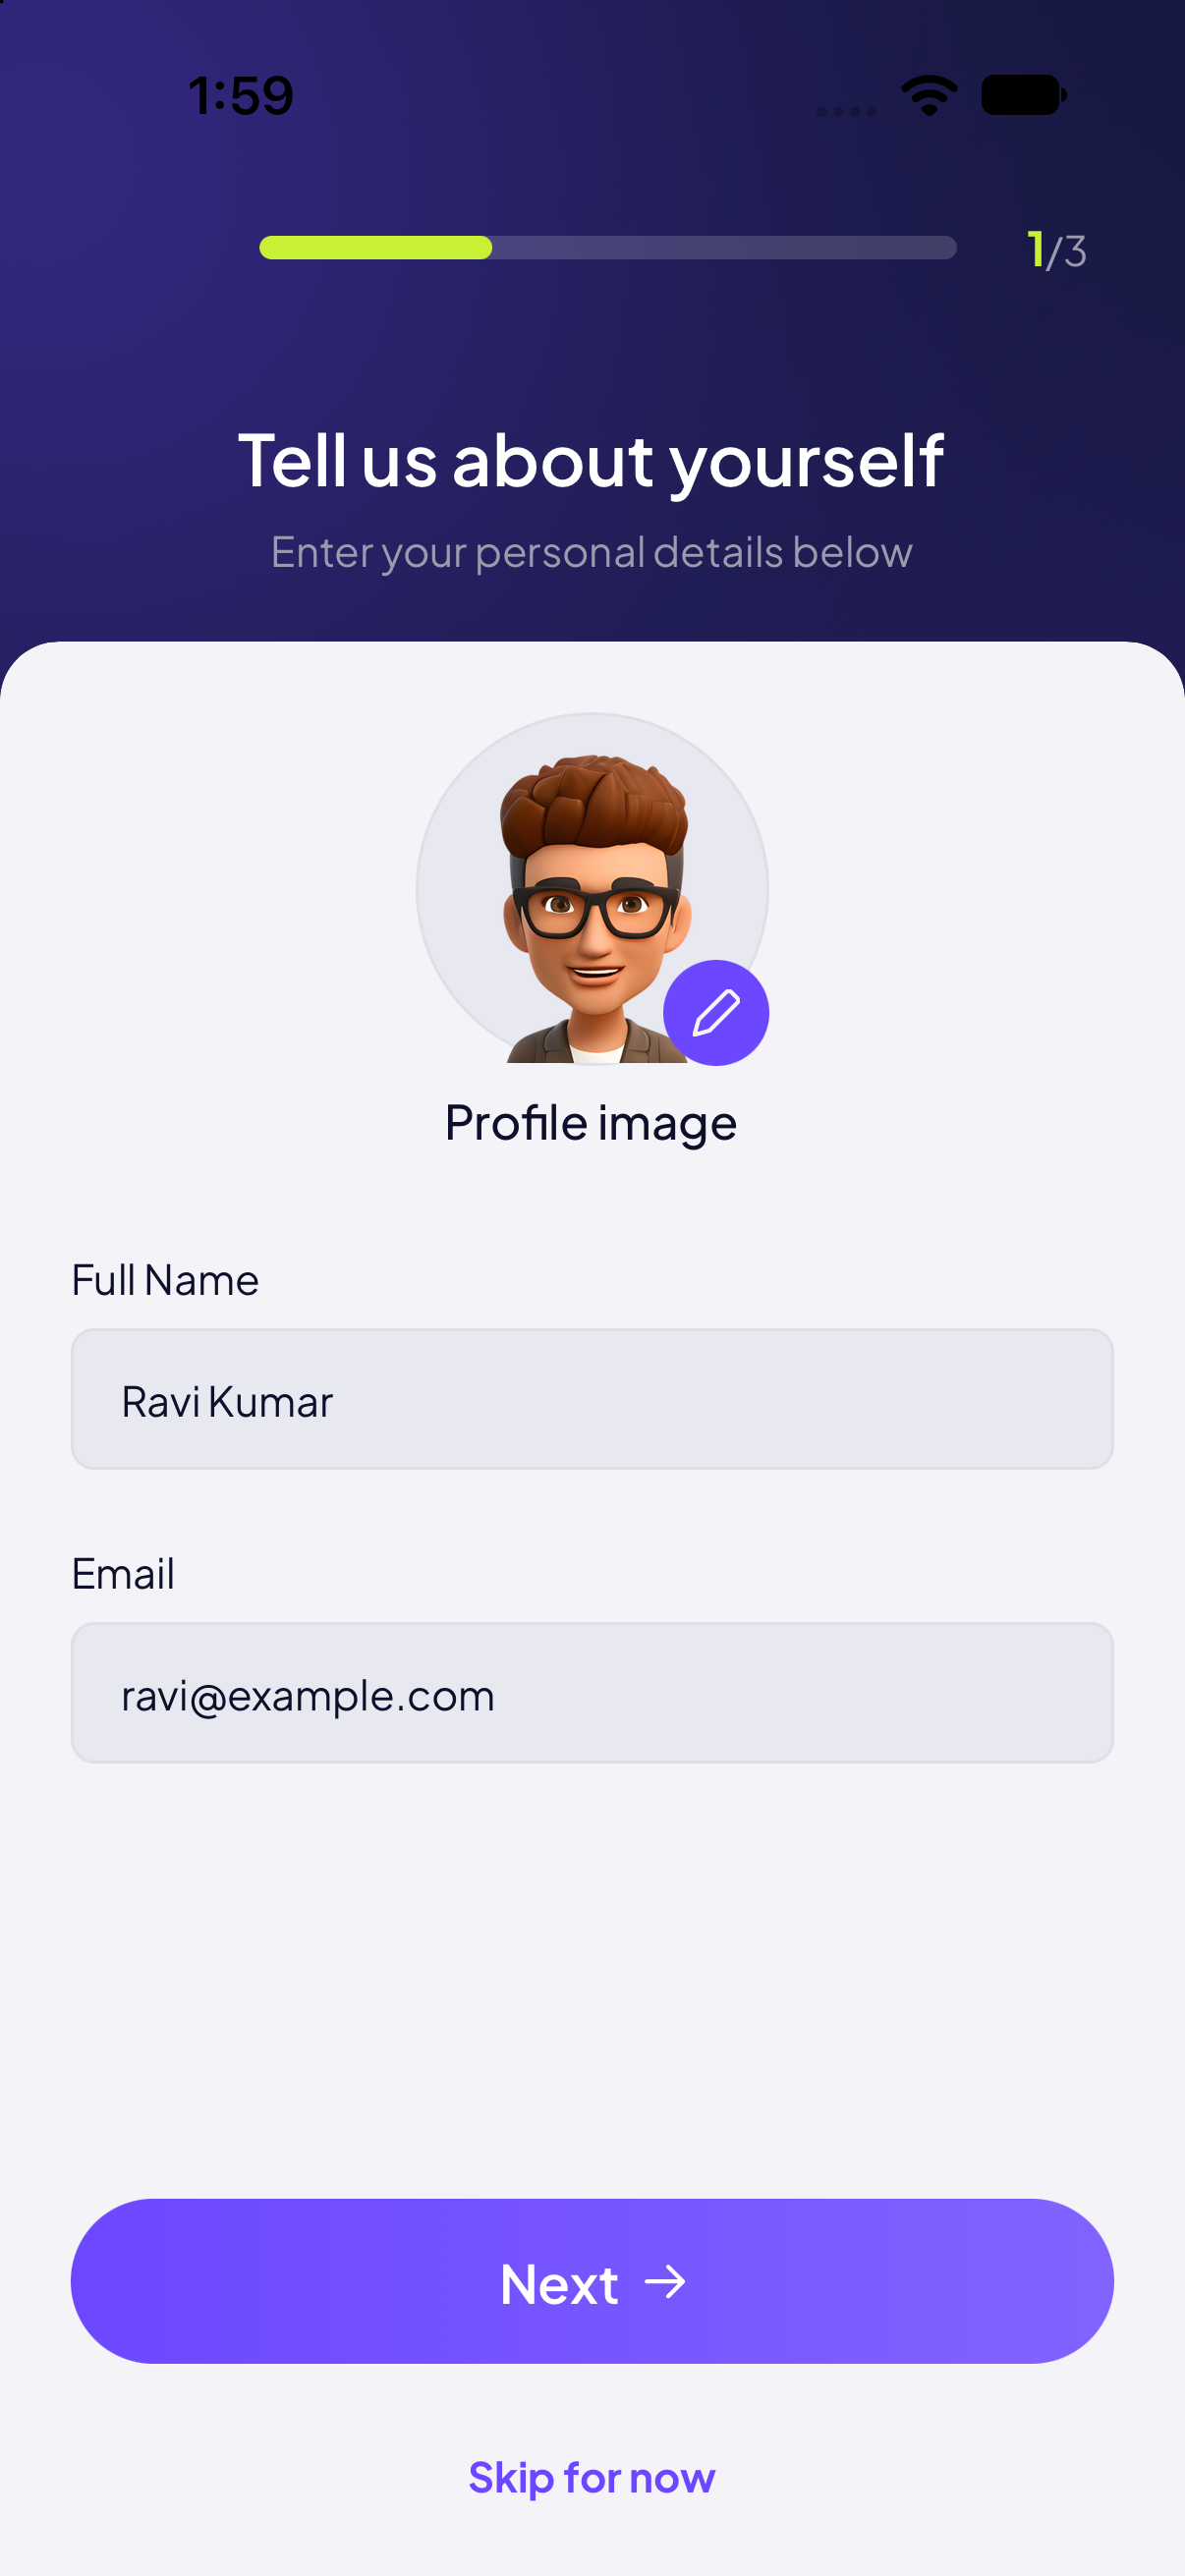 1:59
1/3
Tell us about yourself
Enter your personal details below
Profile image
Full Name
Ravi Kumar
Email
ravi@example.com
Next
Skip for now